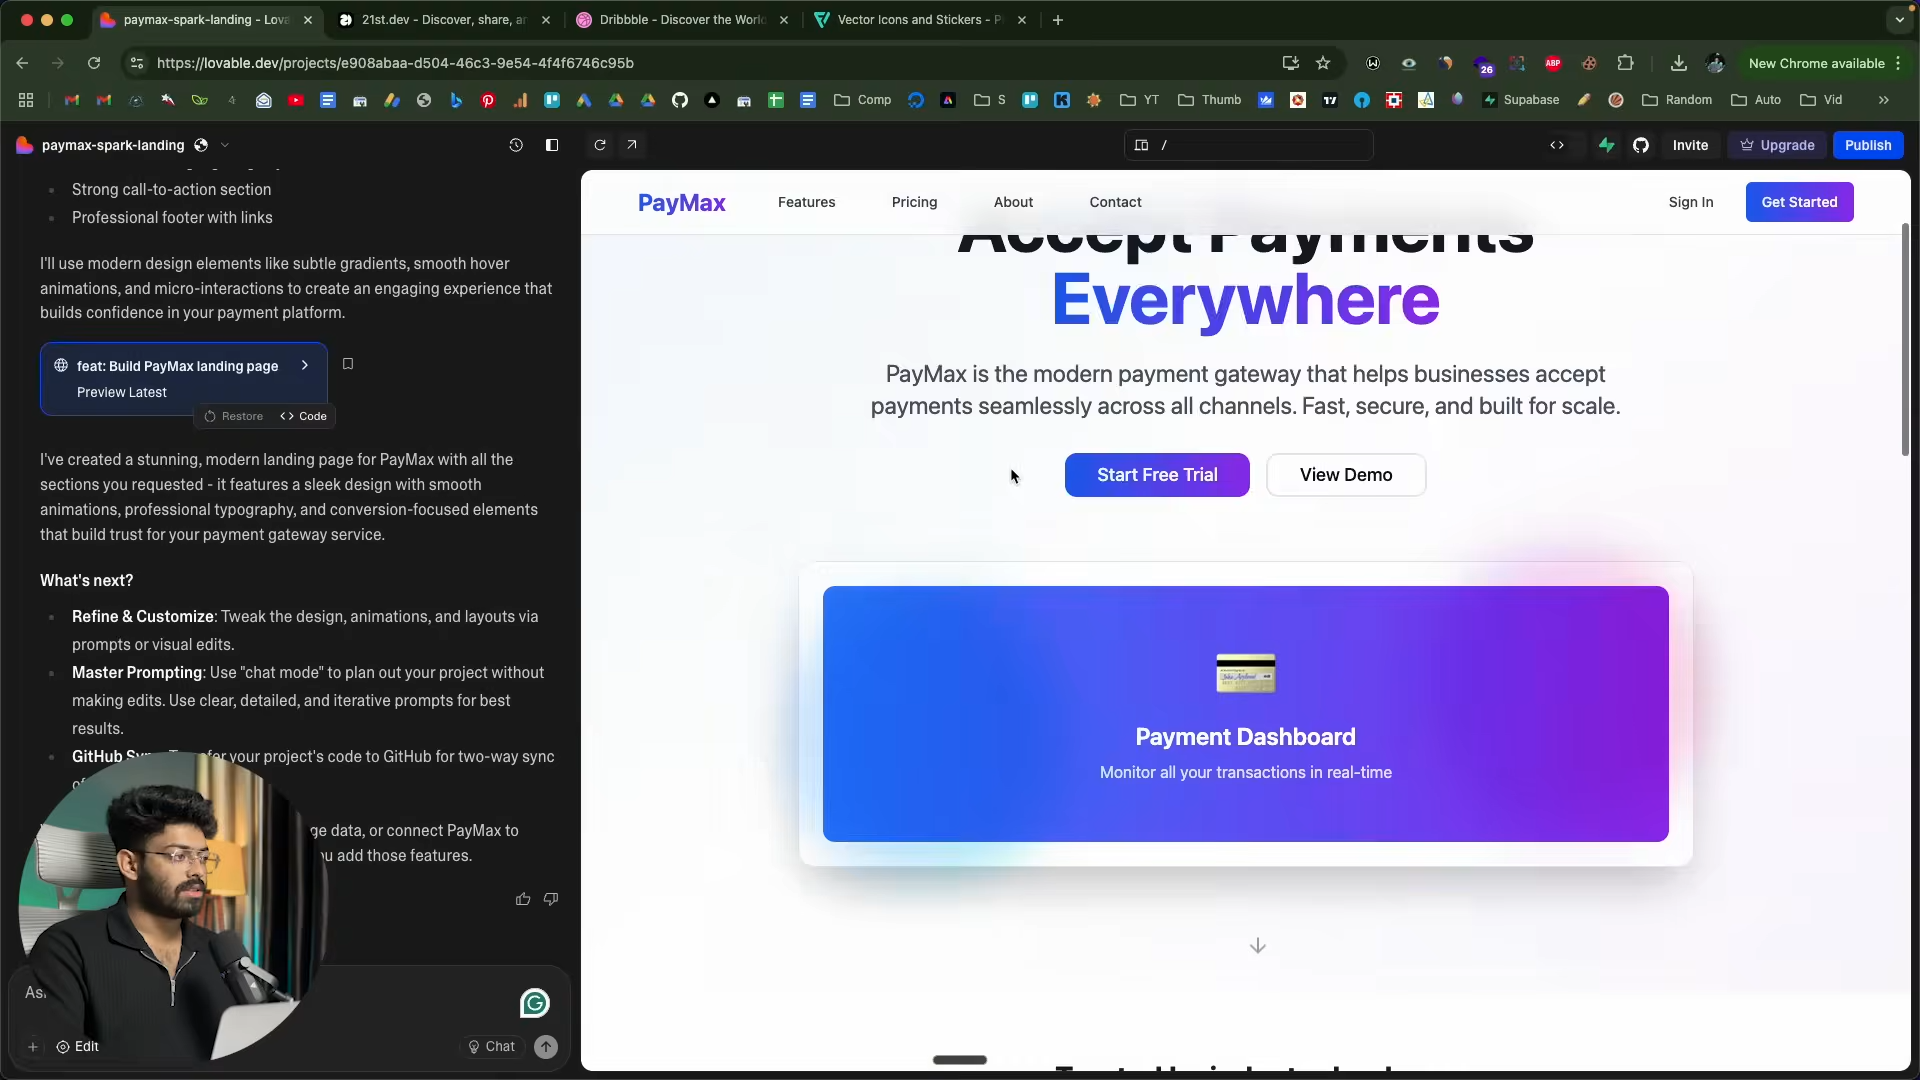 paymax-spark-landing - Lova
21st.dev - Discover, share, ar
Dribbble - Discover the World
Vector Icons and Stickers - P
https://lovable.dev/projects/e908abaa-d504-46c3-9e54-4f4f6746c95b
26
ABP
New Chrome available
Comp
S
YT
Thumb
Supabase
Random
Auto
Vid
paymax-spark-landing
/
Invite
Upgrade
Publish
Strong call-to-action section
Professional footer with links
I'll use modern design elements like subtle gradients, smooth hover
animations, and micro-interactions to create an engaging experience that
builds confidence in your payment platform.
feat: Build PayMax landing page
Preview Latest
Restore
Code
I've created a stunning, modern landing page for PayMax with all the
sections you requested - it features a sleek design with smooth
animations, professional typography, and conversion-focused elements
that build trust for your payment gateway service.
What's next?
Refine & Customize: Tweak the design, animations, and layouts via
prompts or visual edits.
Master Prompting: Use "chat mode" to plan out your project without
making edits. Use clear, detailed, and iterative prompts for best
results.
GitHub Sync: Transfer your project's code to GitHub for two-way sync
ge data, or connect PayMax to
u add those features.
Edit
Chat
PayMax
Features
Pricing
About
Contact
Sign In
Get Started
Accept Payments
Everywhere
PayMax is the modern payment gateway that helps businesses accept
payments seamlessly across all channels. Fast, secure, and built for scale.
Start Free Trial
View Demo
Payment Dashboard
Monitor all your transactions in real-time